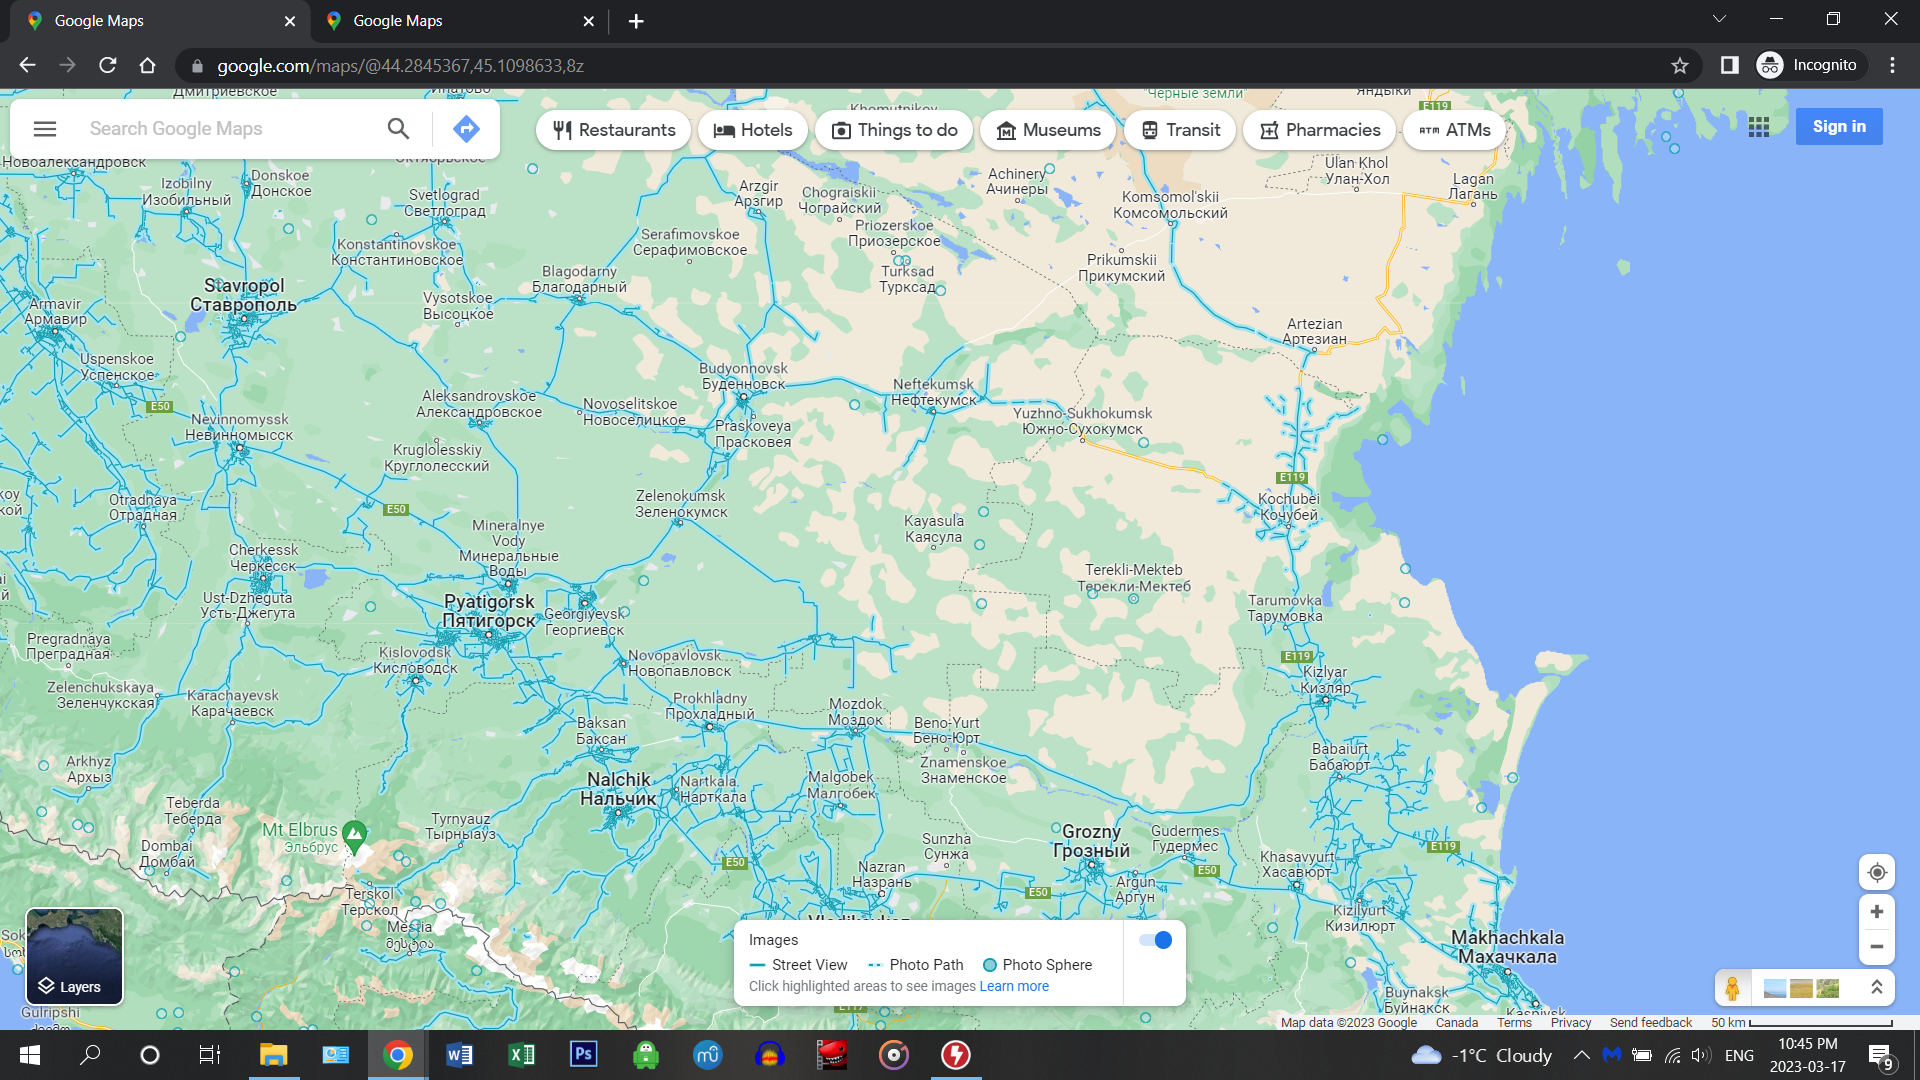 Google Maps
Google Maps
google.com/maps/@44.2845367,45.1098633,8z
Incognito
Дмитриевское
Черные земли
E119
Search Google Maps
Restaurants
Hotels
Things to do
Museums
Transit
Pharmacies
ATMs
Sign in
Новоалександровск
Izobilny
Изобильный
Donskoe
Донское
Svetlograd
Светлоград
Arzgir
Арзгир
Chograiskii
Чограйский
Achinery
Ачинеры
Ulan Khol
Улан-Хол
Lagan
Лагань
Komsomol'skii
Комсомольский
Priozerskoe
Приозерское
Serafimovskoe
Серафимовское
Konstantinovskoe
Константиновское
Prikumskii
Прикумский
Turksad
Турксад
Blagodarny
Благодарный
Stavropol
Ставрополь
Vysotskoe
Высоцкое
Armavir
Армавир
Artezian
Артезиан
Uspenskoe
Успенское
Budyonnovsk
Буденновск
Neftekumsk
Нефтекумск
E50
Aleksandrovskoe
Александровское
Novoselitskoe
Новоселицкое
Yuzhno-Sukhokumsk
Южно-Сухокумск
Nevinnomyssk
Невинномысск
Praskoveya
Прасковея
Kruglolesskiy
Круглолесский
E119
Otradnaya
Отрадная
Zelenokumsk
Зеленокумск
Kochubei
Кочубей
E50
Kayasula
Каясула
Mineralnye
Vody
Минеральные
Воды
Cherkessk
Черкесск
Terekli-Mekteb
Терекли-Мектеб
Ust-Dzheguta
Усть-Джегута
Pyatigorsk
Пятигорск
Georgiyevsk
Георгиевск
Tarumovka
Тарумовка
Pregradnaya
Преградная
Kislovodsk
Кисловодск
Novopavlovsk
Новопавловск
E119
Kizlyar
Кизляр
Zelenchukskaya
Зеленчукская
Karachayevsk
Карачаевск
Prokhladny
Прохладный
Mozdok
Моздок
Baksan
Баксан
Beno-Yurt
Бено-Юрт
Babaiurt
Бабаюрт
Arkhyz
Архыз
Znamenskoe
Знаменское
Nalchik
Нальчик
Nartkala
Нарткала
Malgobek
Малгобек
Teberda
Теберда
Mt Elbrus
Эльбрус
Tyrnyauz
Тырныауз
Grozny
Грозный
Gudermes
Гудермес
Dombai
Домбай
Sunzha
Сунжа
E119
Khasavyurt
Хасавюрт
E50
Nazran
Назрань
E50
Argun
Аргун
E50
Terskol
Терскол
Kizilyurt
Кизилюрт
Mestia
მესტია
Makhachkala
Махачкала
Buynaksk
Буйнакск
Layers
Gulripshi
Images
Street View
Photo Path
Photo Sphere
Click highlighted areas to see images Learn more
Map data ©2023 Google
Canada
Terms
Privacy
Send feedback
50 km
-1°C Cloudy
ENG
10:45 PM
2023-03-17
9